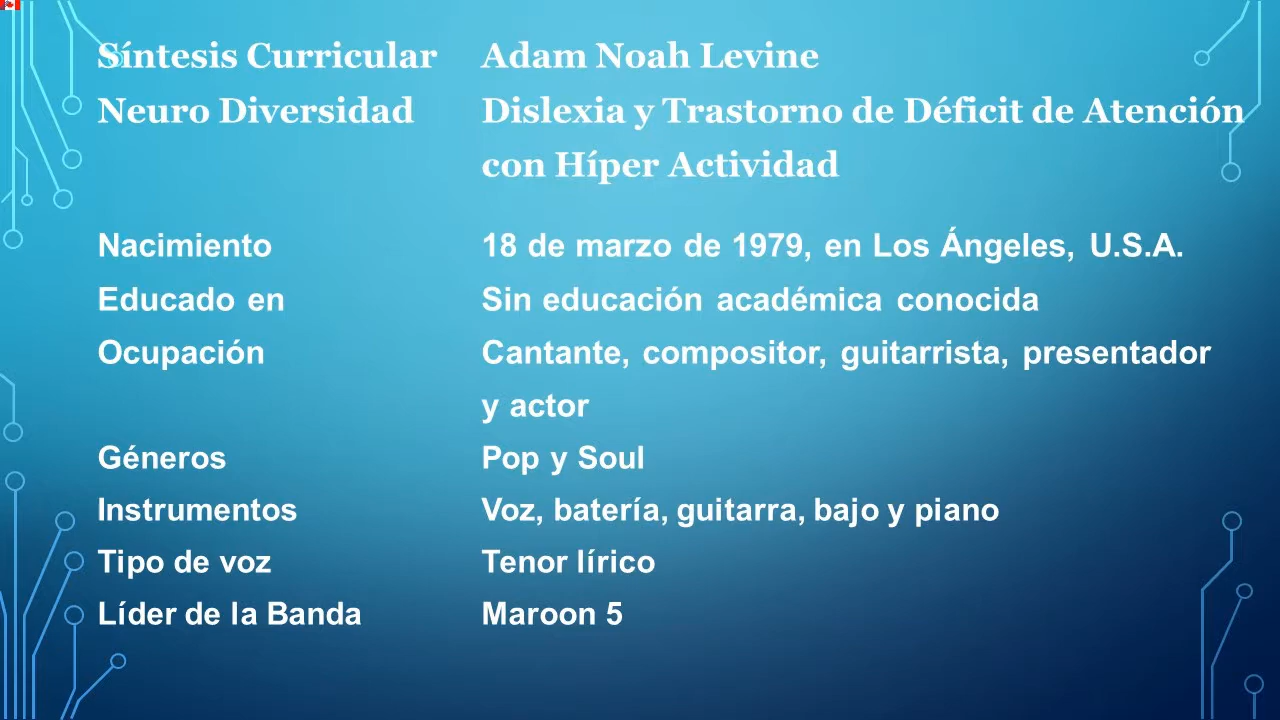 Síntesis Curricular Adam Noah Levine
Neuro Diversidad Dislexia y Trastorno de Déficit de Atención
con Híper Actividad
Nacimiento 18 de marzo de 1979, en Los Ángeles, U.S.A.
Educado en Sin educación académica conocida
Ocupación Cantante, compositor, guitarrista, presentador
y actor
Géneros Pop y Soul
Instrumentos Voz, batería, guitarra, bajo y piano
Tipo de voz Tenor lírico
Líder de la Banda Maroon 5